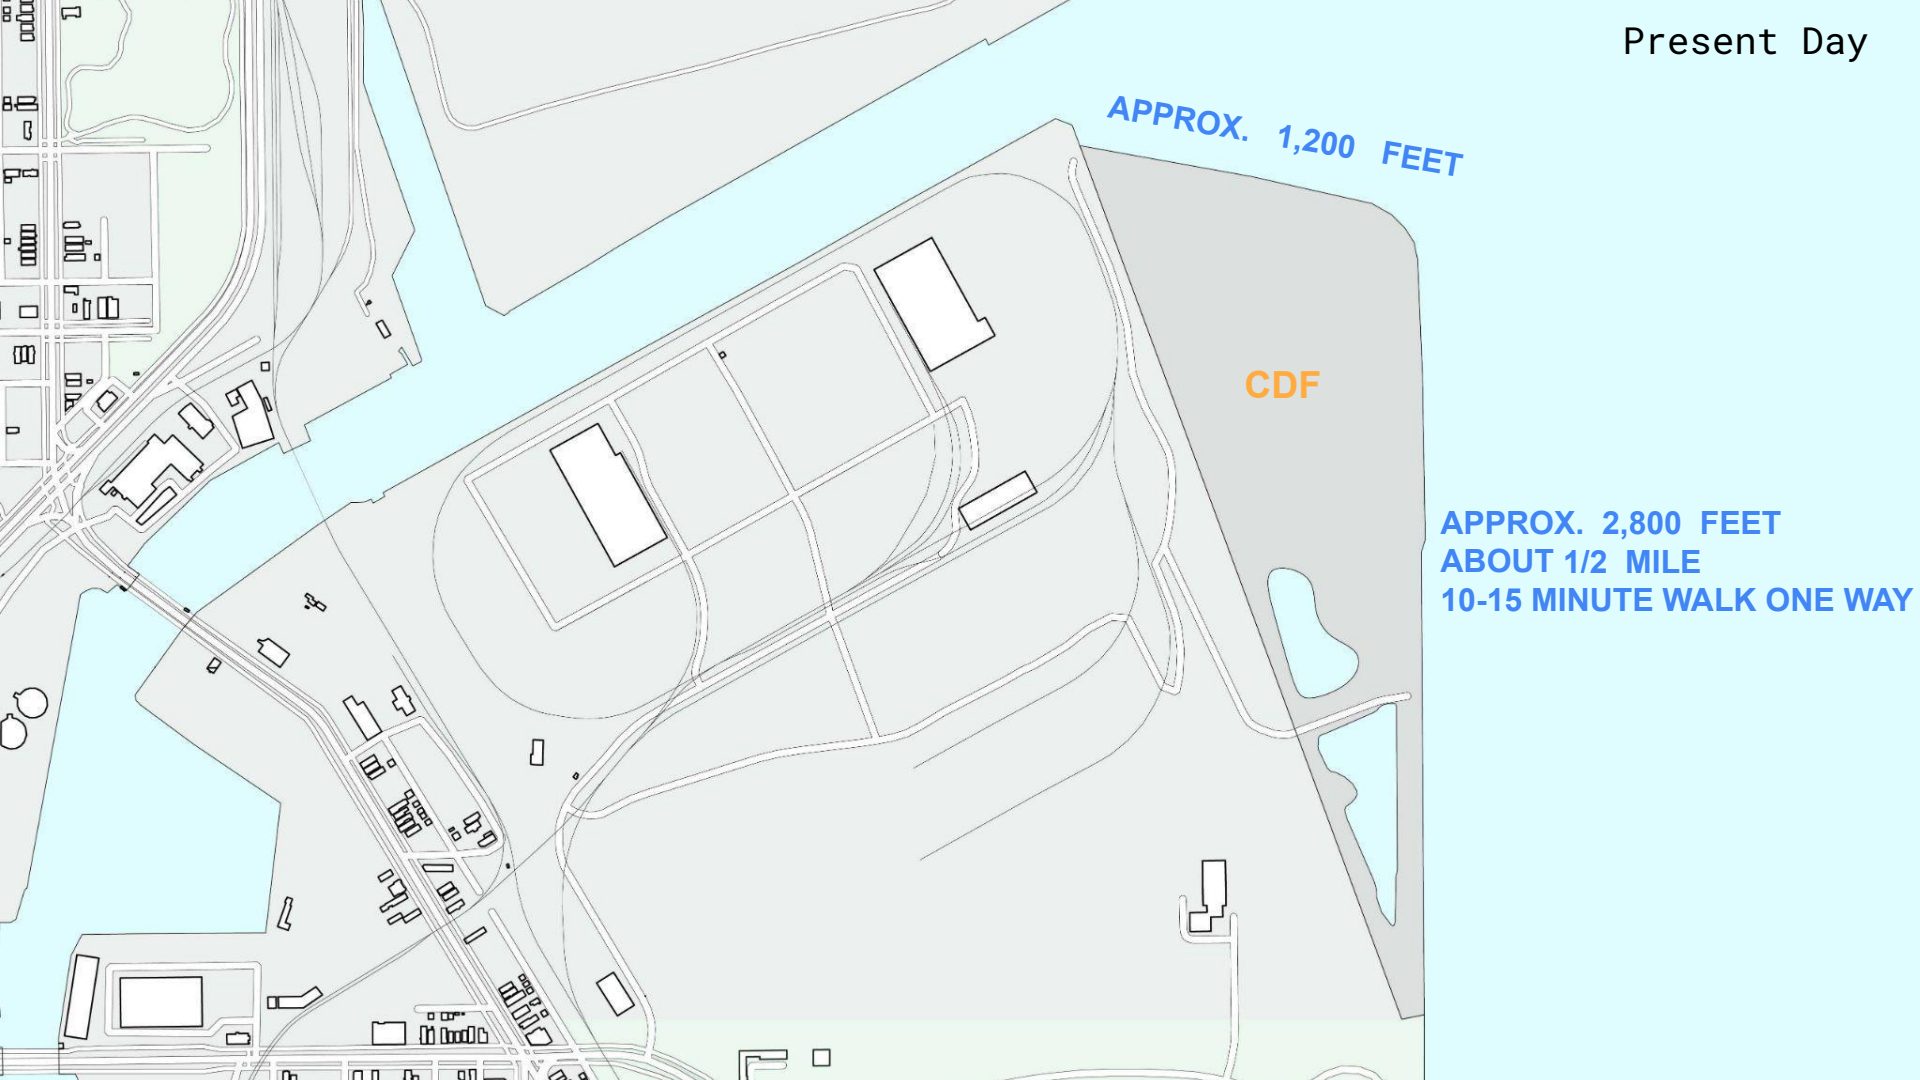 Present Day
APPROX. 1,200 FEET
CDF
APPROX. 2,800 FEET
ABOUT 1/2 MILE
10-15 MINUTE WALK ONE WAY